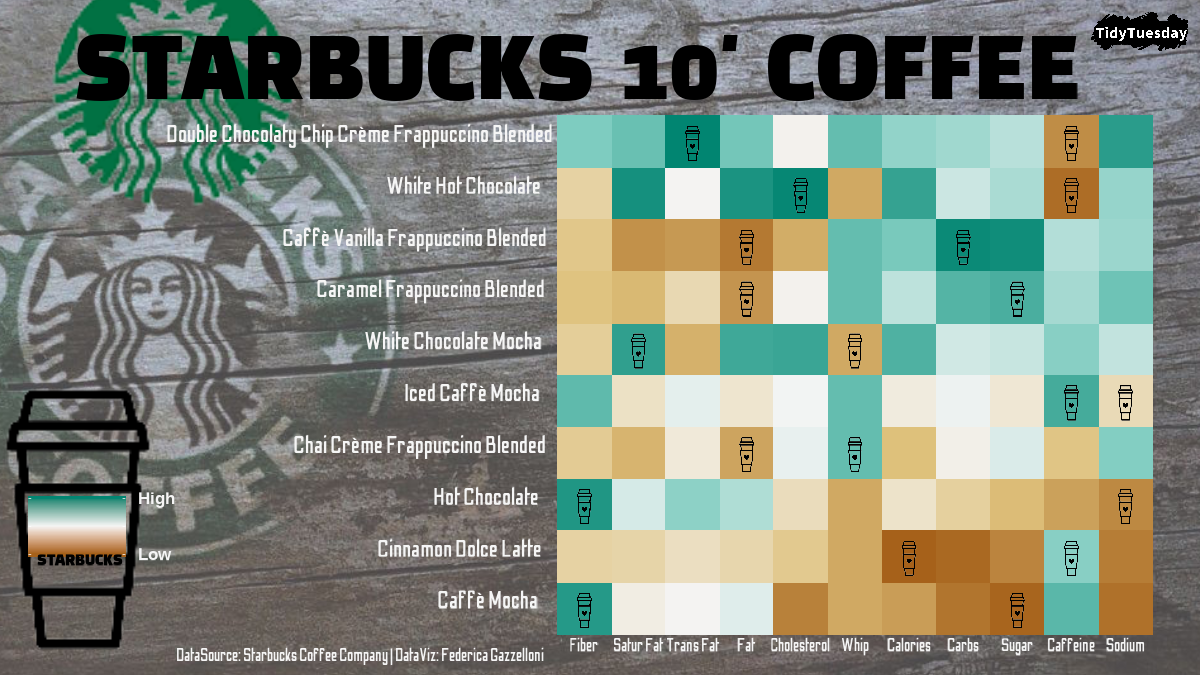 TidyTuesday
STARBUCKS 10' COFFEE
Double Chocolaty Chip Crème Frappuccino Blended
White Hot Chocolate
Caffè Vanilla Frappuccino Blended
Caramel Frappuccino Blended
White Chocolate Mocha
Iced Caffè Mocha
Chai Crème Frappuccino Blended
Hot Chocolate
Cinnamon Dolce Latte
Caffè Mocha
High
Low
STARBUCKS
COFFEE
Fiber Satur Fat Trans Fat Fat Cholesterol Whip Calories Carbs Sugar Caffeine Sodium
DataSource: Starbucks Coffee Company | DataViz: Federica Gazzelloni